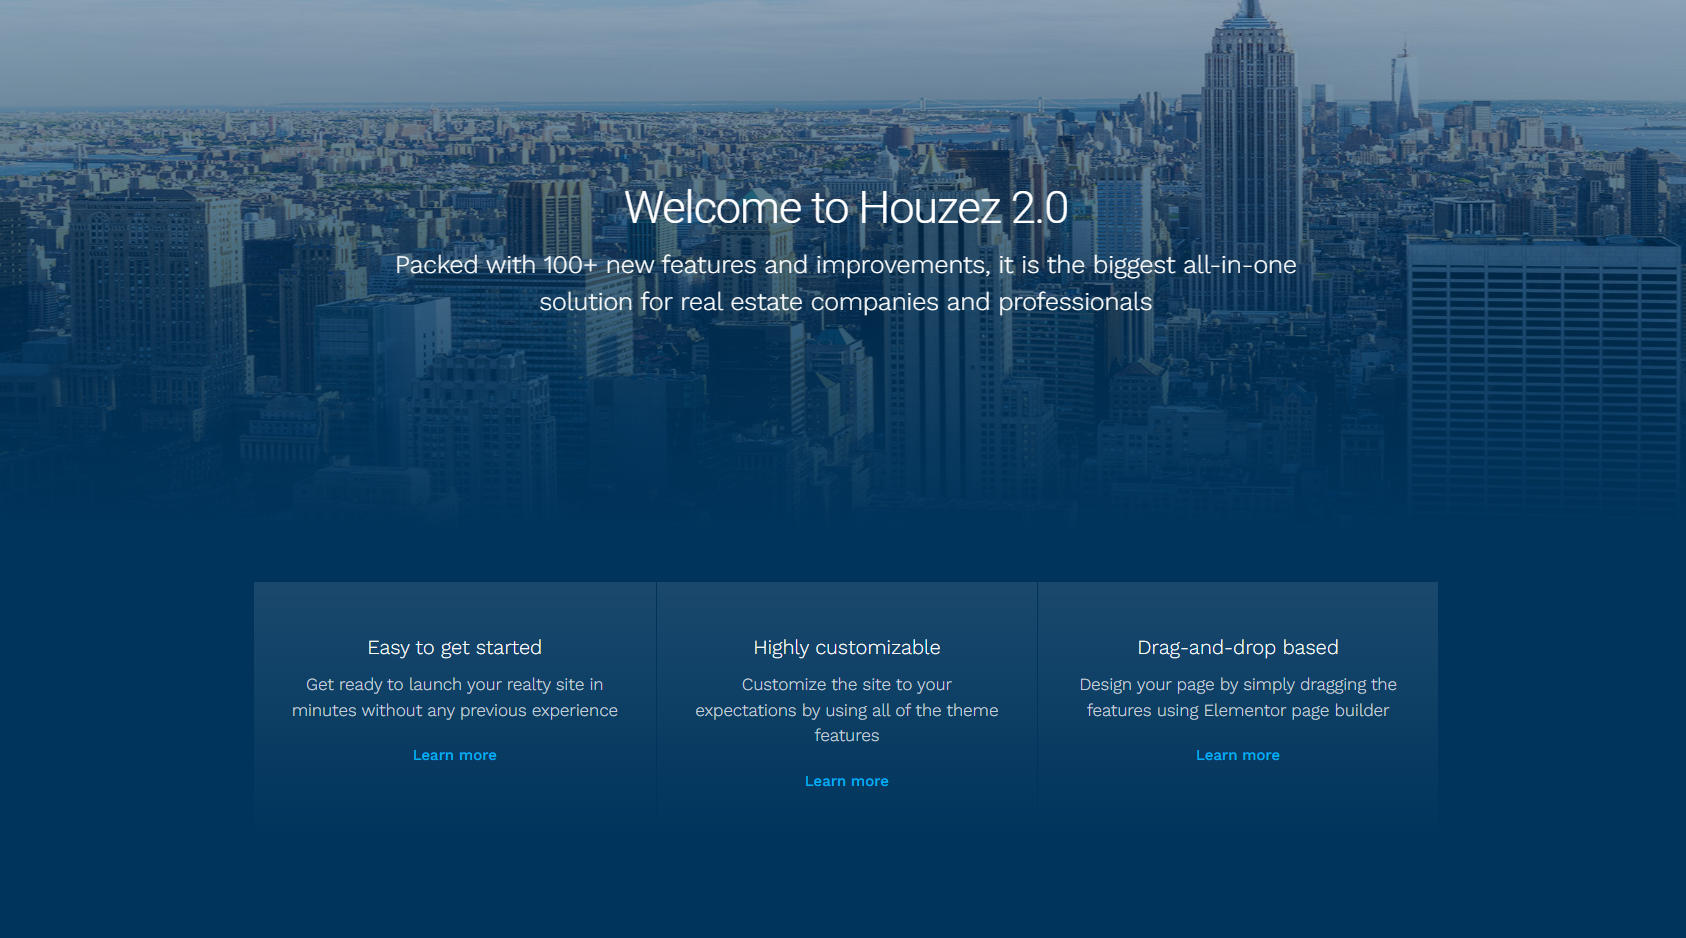 Welcome to Houzez 2.0
Packed with 100+ new features and improvements, it is the biggest all-in-one
solution for real estate companies and professionals
Easy to get started
Get ready to launch your realty site in
minutes without any previous experience
Learn more
Highly customizable
Customize the site to your
expectations by using all of the theme
features
Learn more
Drag-and-drop based
Design your page by simply dragging the
features using Elementor page builder
Learn more